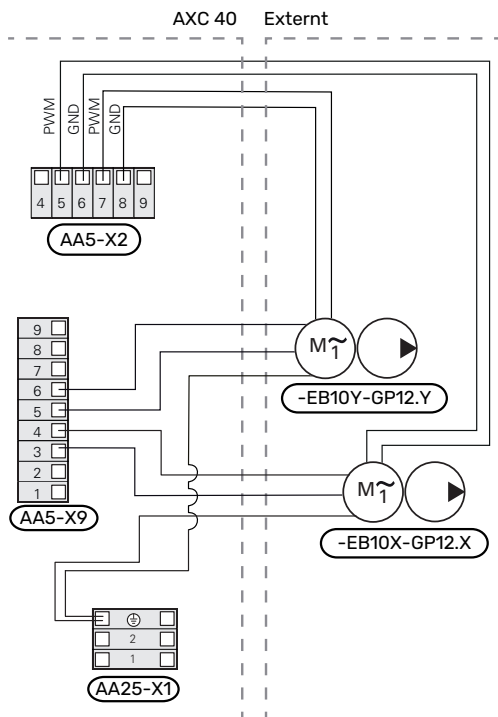 AXC 40 Externt
PWM
GND
PWM
GND
4 5 6 7 8 9
AA5-X2
9
8
7
6
5
4
3
2
1
AA5-X9
M 1
-EB10Y-GP12.Y
M 1
-EB10X-GP12.X
2
1
AA25-X1